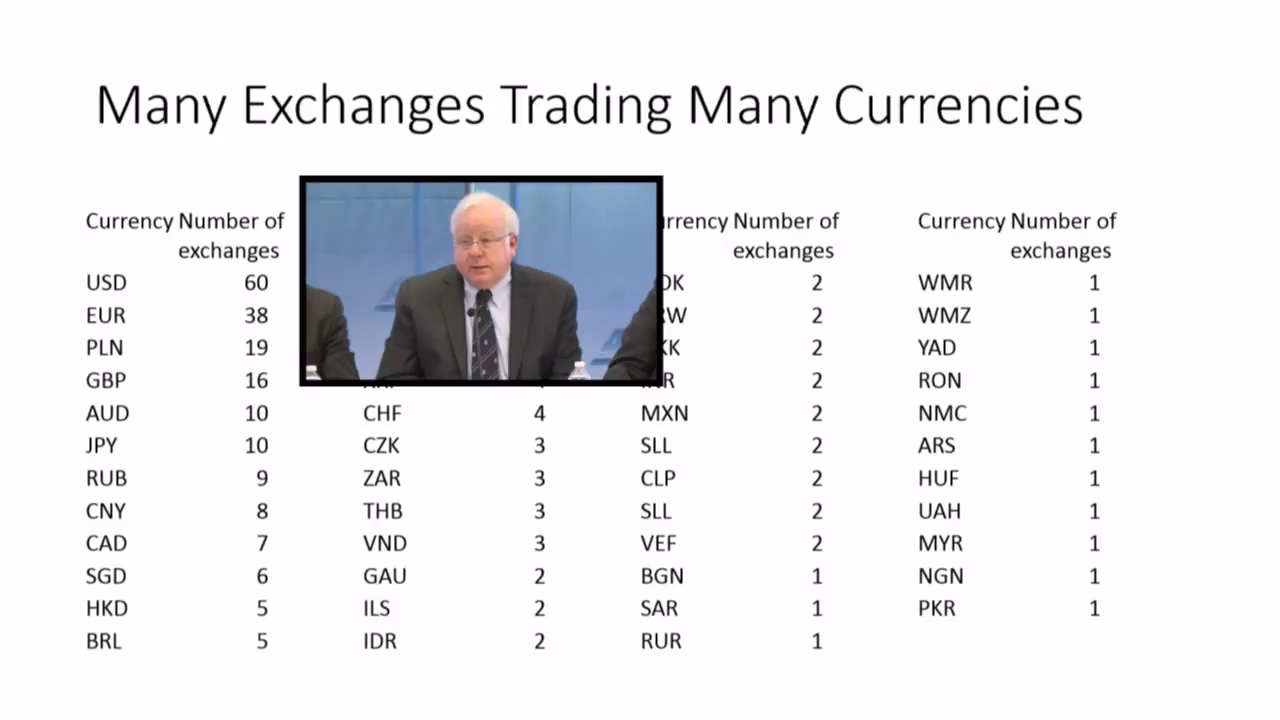 Many Exchanges Trading Many Currencies
Currency Number of exchanges
USD 60
EUR 38
PLN 19
GBP 16
AUD 10
JPY 10
RUB 9
CNY 8
CAD 7
SGD 6
HKD 5
BRL 5
CHF 4
CZK 3
ZAR 3
THB 3
VND 3
GAU 2
ILS 2
IDR 2
Number of exchanges
2
2
2
2
MXN 2
SLL 2
CLP 2
SLL 2
VEF 2
BGN 1
SAR 1
RUR 1
Currency Number of exchanges
WMR 1
WMZ 1
YAD 1
RON 1
NMC 1
ARS 1
HUF 1
UAH 1
MYR 1
NGN 1
PKR 1